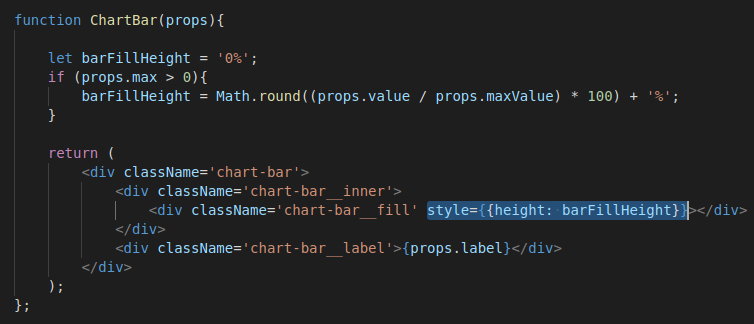 function ChartBar(props){
let barFillHeight = '0%';
if (props.max > 0){
barFillHeight = Math.round((props.value / props.maxValue) * 100) + '%';
}
return (
<div className='chart-bar'>
<div className='chart-bar__inner'>
<div className='chart-bar__fill' style={{height: barFillHeight}}></div>
</div>
<div className='chart-bar__label'>{props.label}</div>
</div>
);
};